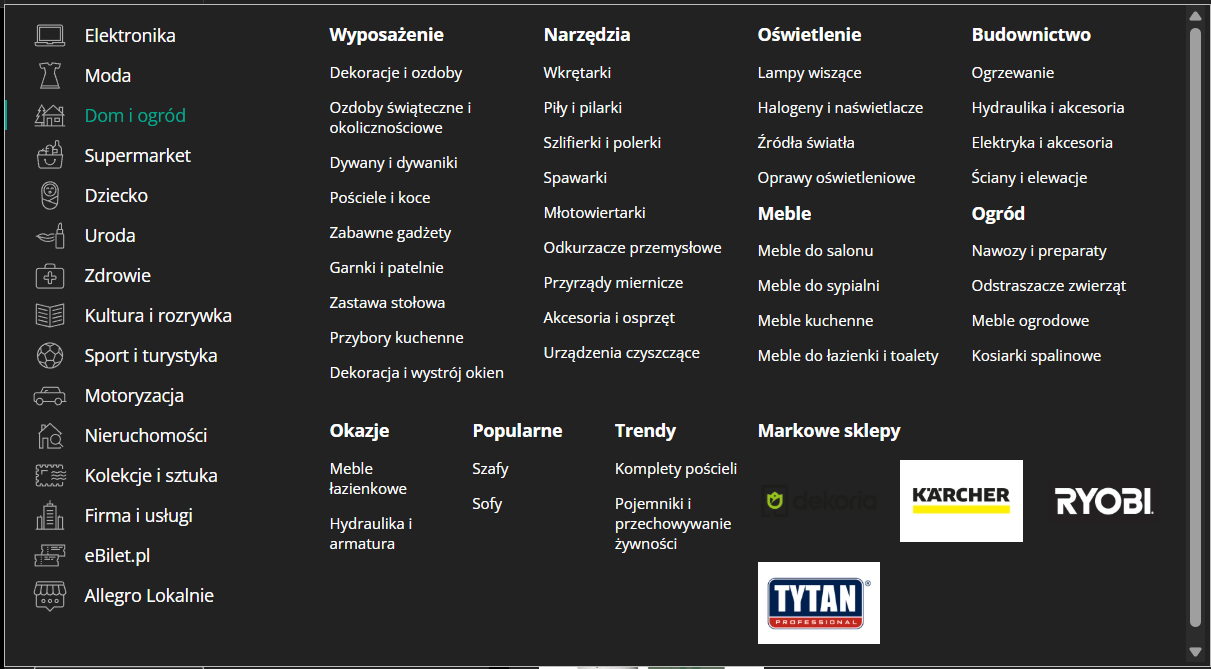 Elektronika
Moda
Dom i ogród
Supermarket
Dziecko
Uroda
Zdrowie
Kultura i rozrywka
Sport i turystyka
Motoryzacja
Nieruchomości
Kolekcje i sztuka
Firma i usługi
eBilet.pl
Allegro Lokalnie
Wyposażenie
Dekoracje i ozdoby
Ozdoby świąteczne i
okolicznościowe
Dywany i dywaniki
Pościele i koce
Zabawne gadżety
Garnki i patelnie
Zastawa stołowa
Przybory kuchenne
Dekoracja i wystrój okien
Narzędzia
Wkrętarki
Piły i pilarki
Szlifierki i polerki
Spawarki
Młotowiertarki
Odkurzacze przemysłowe
Przyrządy miernicze
Akcesoria i osprzęt
Urządzenia czyszczące
Oświetlenie
Lampy wiszące
Halogeny i naświetlacze
Źródła światła
Oprawy oświetleniowe
Meble
Meble do salonu
Meble do sypialni
Meble kuchenne
Meble do łazienki i toalety
Budownictwo
Ogrzewanie
Hydraulika i akcesoria
Elektryka i akcesoria
Ściany i elewacje
Ogród
Nawozy i preparaty
Odstraszacze zwierząt
Meble ogrodowe
Kosiarki spalinowe
Okazje
Meble
łazienkowe
Hydraulika i
armatura
Popularne
Szafy
Sofy
Trendy
Komplety pościeli
Pojemniki i
przechowywanie
żywności
Markowe sklepy
dekoria
KÄRCHER
RYOBI
TYTAN
PROFESSIONAL